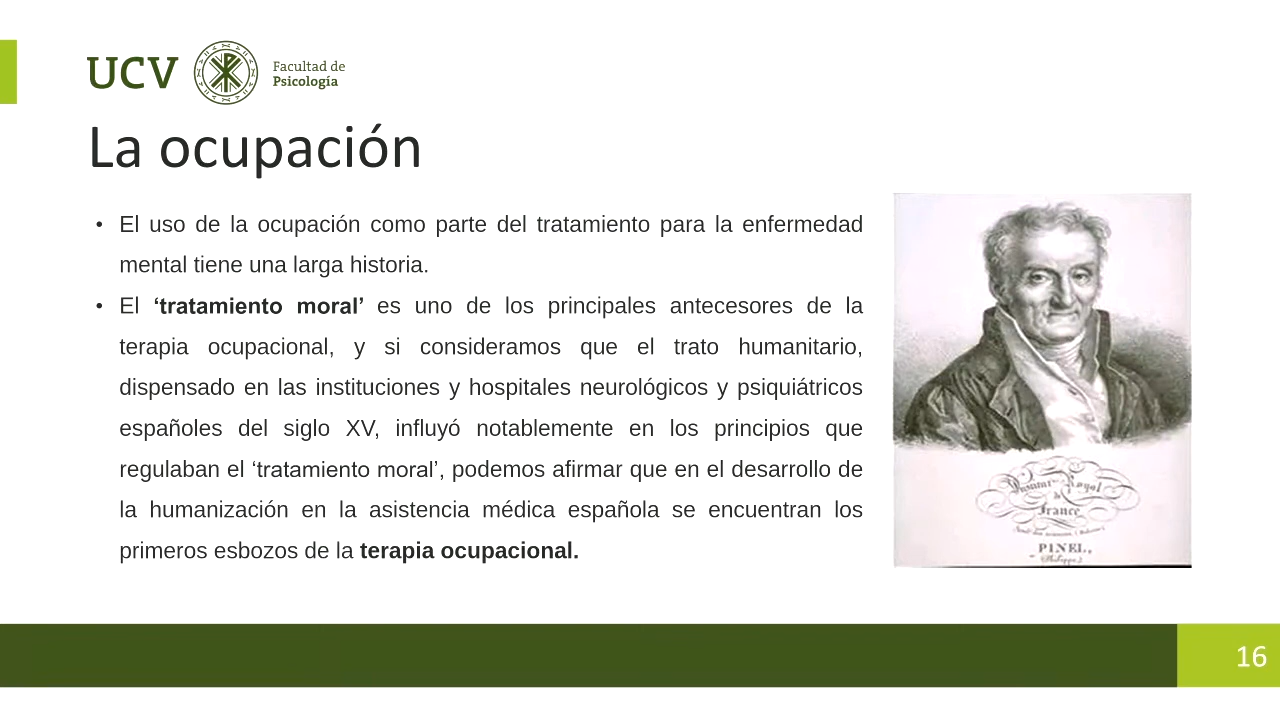 UCV
Facultad de
Psicología
La ocupación
• El uso de la ocupación como parte del tratamiento para la enfermedad
mental tiene una larga historia.
• El ‘tratamiento moral’ es uno de los principales antecesores de la
terapia ocupacional, y si consideramos que el trato humanitario,
dispensado en las instituciones y hospitales neurológicos y psiquiátricos
españoles del siglo XV, influyó notablemente en los principios que
regulaban el ‘tratamiento moral’, podemos afirmar que en el desarrollo de
la humanización en la asistencia médica española se encuentran los
primeros esbozos de la terapia ocupacional.
France
PINEL,
(Philippe)
16